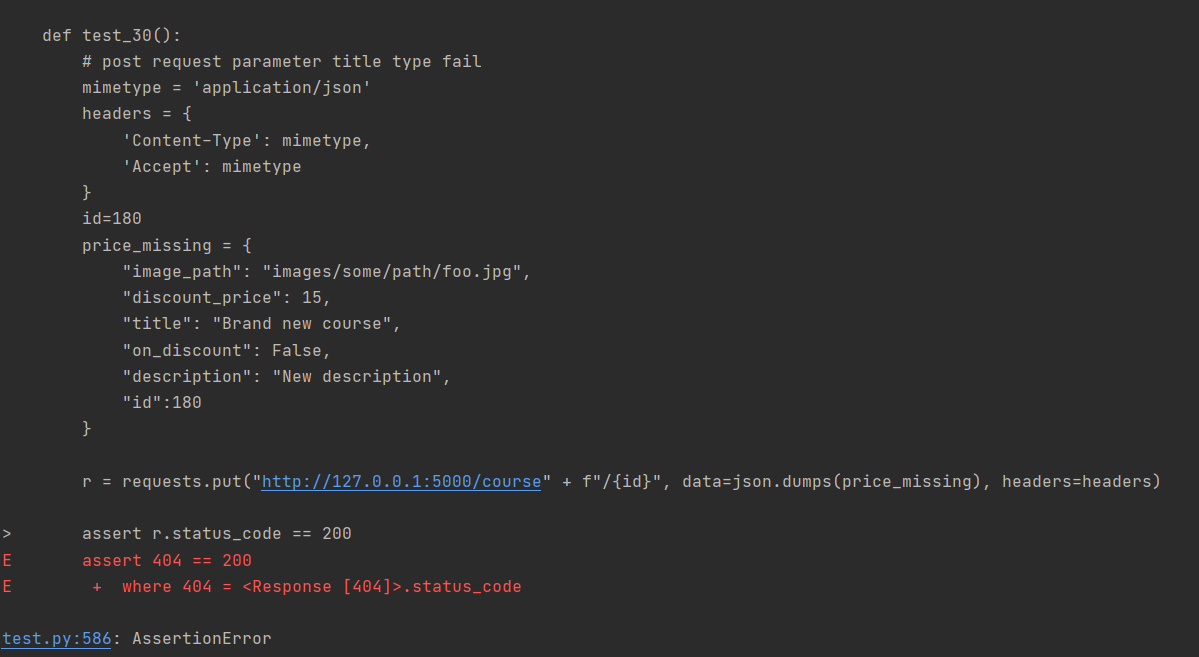 def test_30():
# post request parameter title type fail
mimetype = 'application/json'
headers = {
'Content-Type': mimetype,
'Accept': mimetype
}
id=180
price_missing = {
"image_path": "images/some/path/foo.jpg",
"discount_price": 15,
"title": "Brand new course",
"on_discount": False,
"description": "New description",
"id":180
}
r = requests.put("http://127.0.0.1:5000/course" + f"/{id}", data=json.dumps(price_missing), headers=headers)
> assert r.status_code == 200
E assert 404 == 200
E + where 404 = <Response [404]>.status_code
test.py:586: AssertionError